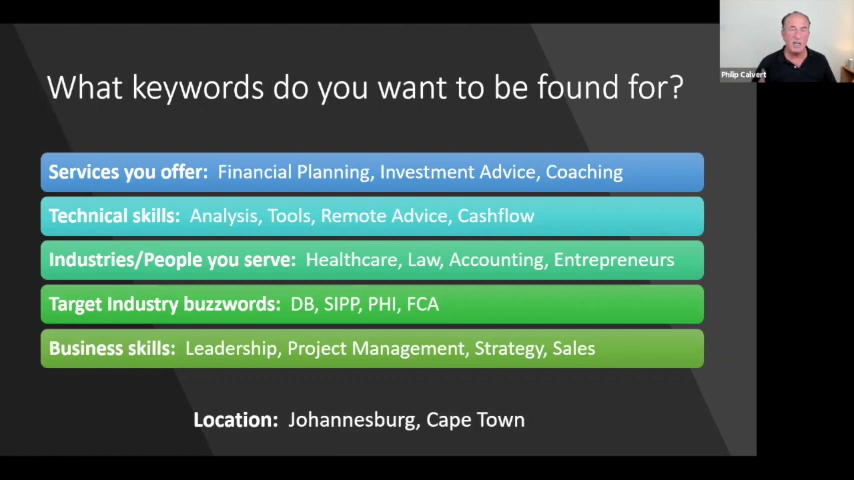 What keywords do you want to be found for?
Philip Calvert
Services you offer: Financial Planning, Investment Advice, Coaching
Technical skills: Analysis, Tools, Remote Advice, Cashflow
Industries/People you serve: Healthcare, Law, Accounting, Entrepreneurs
Target Industry buzzwords: DB, SIPP, PHI, FCA
Business skills: Leadership, Project Management, Strategy, Sales
Location: Johannesburg, Cape Town